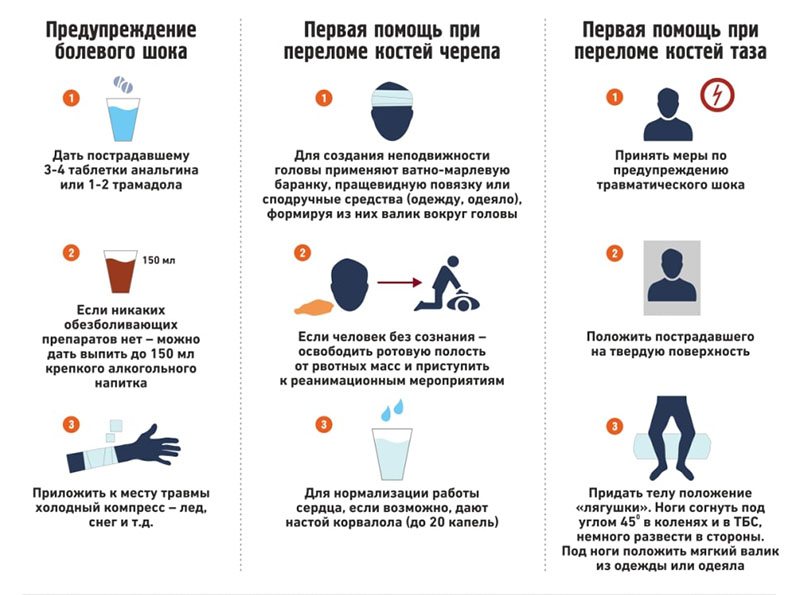 Предупреждение
болевого шока
1
Дать пострадавшему
3-4 таблетки анальгина
или 1-2 трамадола
2
150 мл
Если никаких
обезболивающих
препаратов нет – можно
дать выпить до 150 мл
крепкого алкогольного
напитка
3
Приложить к месту травмы
холодный компресс – лед,
снег и т.д.
Первая помощь при
переломе костей черепа
1
Для создания неподвижности
головы применяют ватно-марлевую
баранку, пращевидную повязку или
сподручные средства (одежду, одеяло),
формируя из них валик вокруг головы
2
Если человек без сознания –
освободить ротовую полость
от рвотных масс и приступить
к реанимационным мероприятиям
3
Для нормализации работы
сердца, если возможно, дают
настой корвалола (до 20 капель)
Первая помощь при
переломе костей таза
1
Принять меры по
предупреждению
травматического шока
2
Положить пострадавшего
на твердую поверхность
3
Придать телу положение
«лягушки». Ноги согнуть под
углом 45⁰ в коленях и в ТБС,
немного развести в стороны.
Под ноги положить мягкий валик
из одежды или одеяла